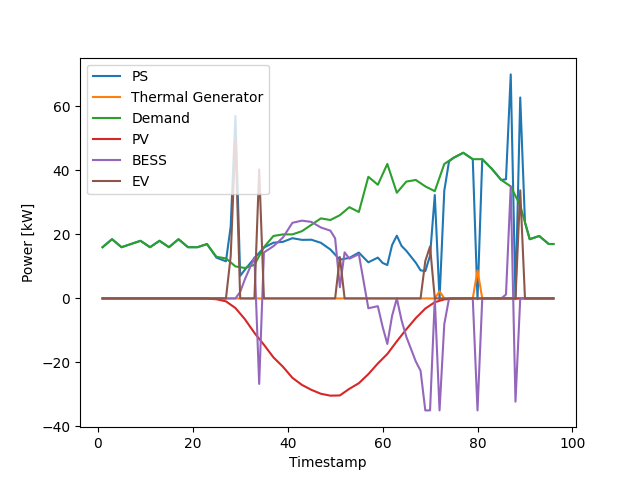 PS
Thermal Generator
Demand
PV
BESS
EV
Power [kW]
60
40
20
0
−20
−40
0
20
40
60
80
100
Timestamp